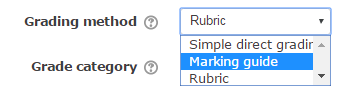 Grading method Rubric
Simple direct gradin
Marking guide
Grade category
Rubric